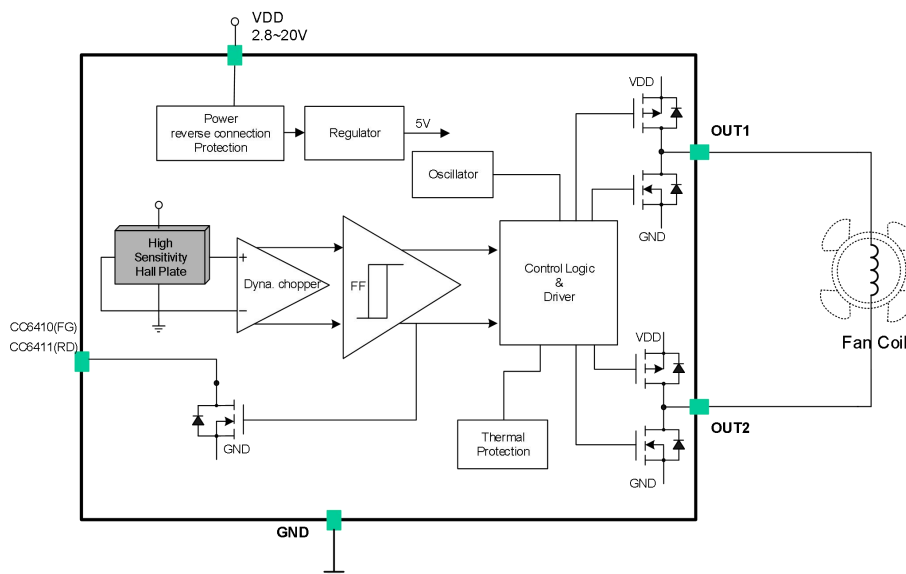 VDD
2.8~20V
Power
reverse connection
Protection
Regulator
5V
Oscillator
VDD
OUT1
GND
High
Sensitivity
Hall Plate
+
−
Dyna. chopper
FF
Control Logic
&
Driver
Fan Coil
CC6410(FG)
CC6411(RD)
GND
VDD
OUT2
GND
Thermal
Protection
GND